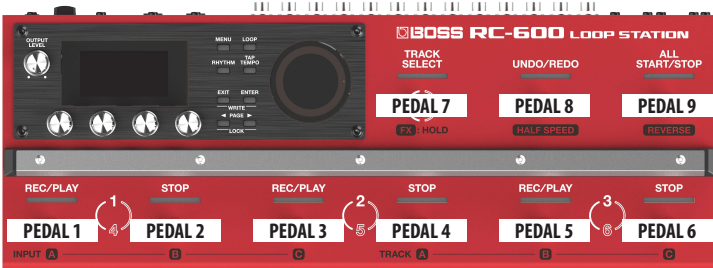 BOSS RC-600 LOOP STATION
OUTPUT
LEVEL
MENU LOOP
RHYTHM TAP
TEMPO
EXIT ENTER
WRITE
◄ PAGE ►
LOCK
TRACK
SELECT
UNDO/REDO
ALL
START/STOP
PEDAL 7
PEDAL 8
PEDAL 9
FX : HOLD
HALF SPEED
REVERSE
REC/PLAY
1
STOP
REC/PLAY
2
STOP
REC/PLAY
3
STOP
PEDAL 1
4
PEDAL 2
PEDAL 3
5
PEDAL 4
PEDAL 5
6
PEDAL 6
INPUT A
B
C
TRACK A
B
C